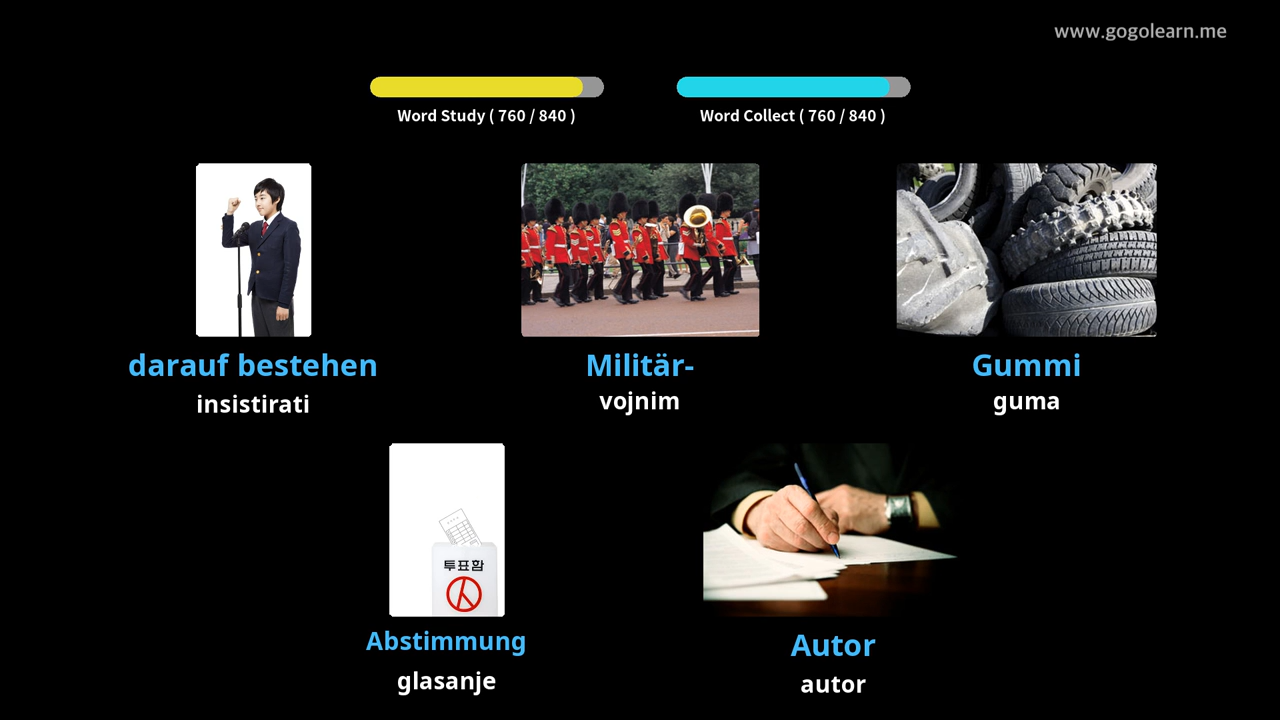 www.gogolearn.me
Word Study ( 760 / 840 )
Word Collect ( 760 / 840 )
darauf bestehen
insistirati
Militär-
vojnim
Gummi
guma
투표함
Abstimmung
glasanje
Autor
autor